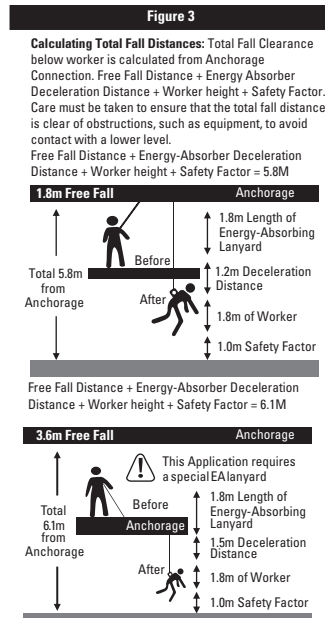 Figure 3
Calculating Total Fall Distances: Total Fall Clearance
below worker is calculated from Anchorage
Connection. Free Fall Distance + Energy Absorber
Deceleration Distance + Worker height + Safety Factor.
Care must be taken to ensure that the total fall distance
is clear of obstructions, such as equipment, to avoid
contact with a lower level.
Free Fall Distance + Energy-Absorber Deceleration
Distance + Worker height + Safety Factor = 5.8M
1.8m Free Fall
Anchorage
1.8m Length of
Energy-Absorbing
Lanyard
Before
Total 5.8m
from
Anchorage
1.2m Deceleration
Distance
After
1.8m of Worker
1.0m Safety Factor
Free Fall Distance + Energy-Absorber Deceleration
Distance + Worker height + Safety Factor = 6.1M
3.6m Free Fall
Anchorage
This Application requires
a special EA lanyard
Before
1.8m Length of
Energy-Absorbing
Lanyard
Total
6.1m
from
Anchorage
Anchorage
1.5m Deceleration
Distance
After
1.8m of Worker
1.0m Safety Factor